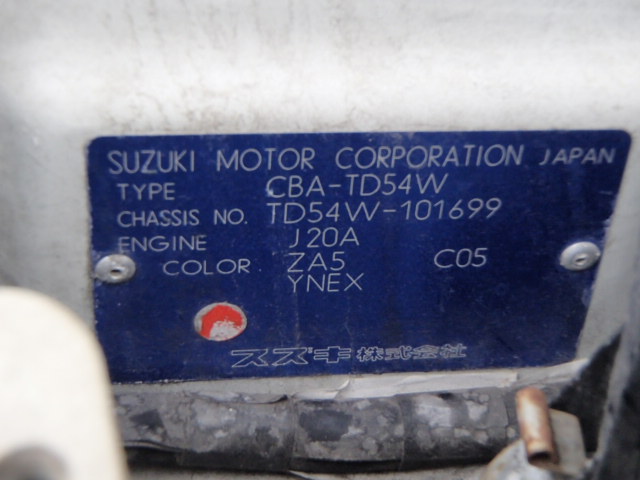 SUZUKI MOTOR CORPORATION JAPAN
TYPE CBA-TD54W
CHASSIS NO. TD54W-101699
ENGINE J20A
COLOR ZA5 C05
YNEX
スズキ株式会社